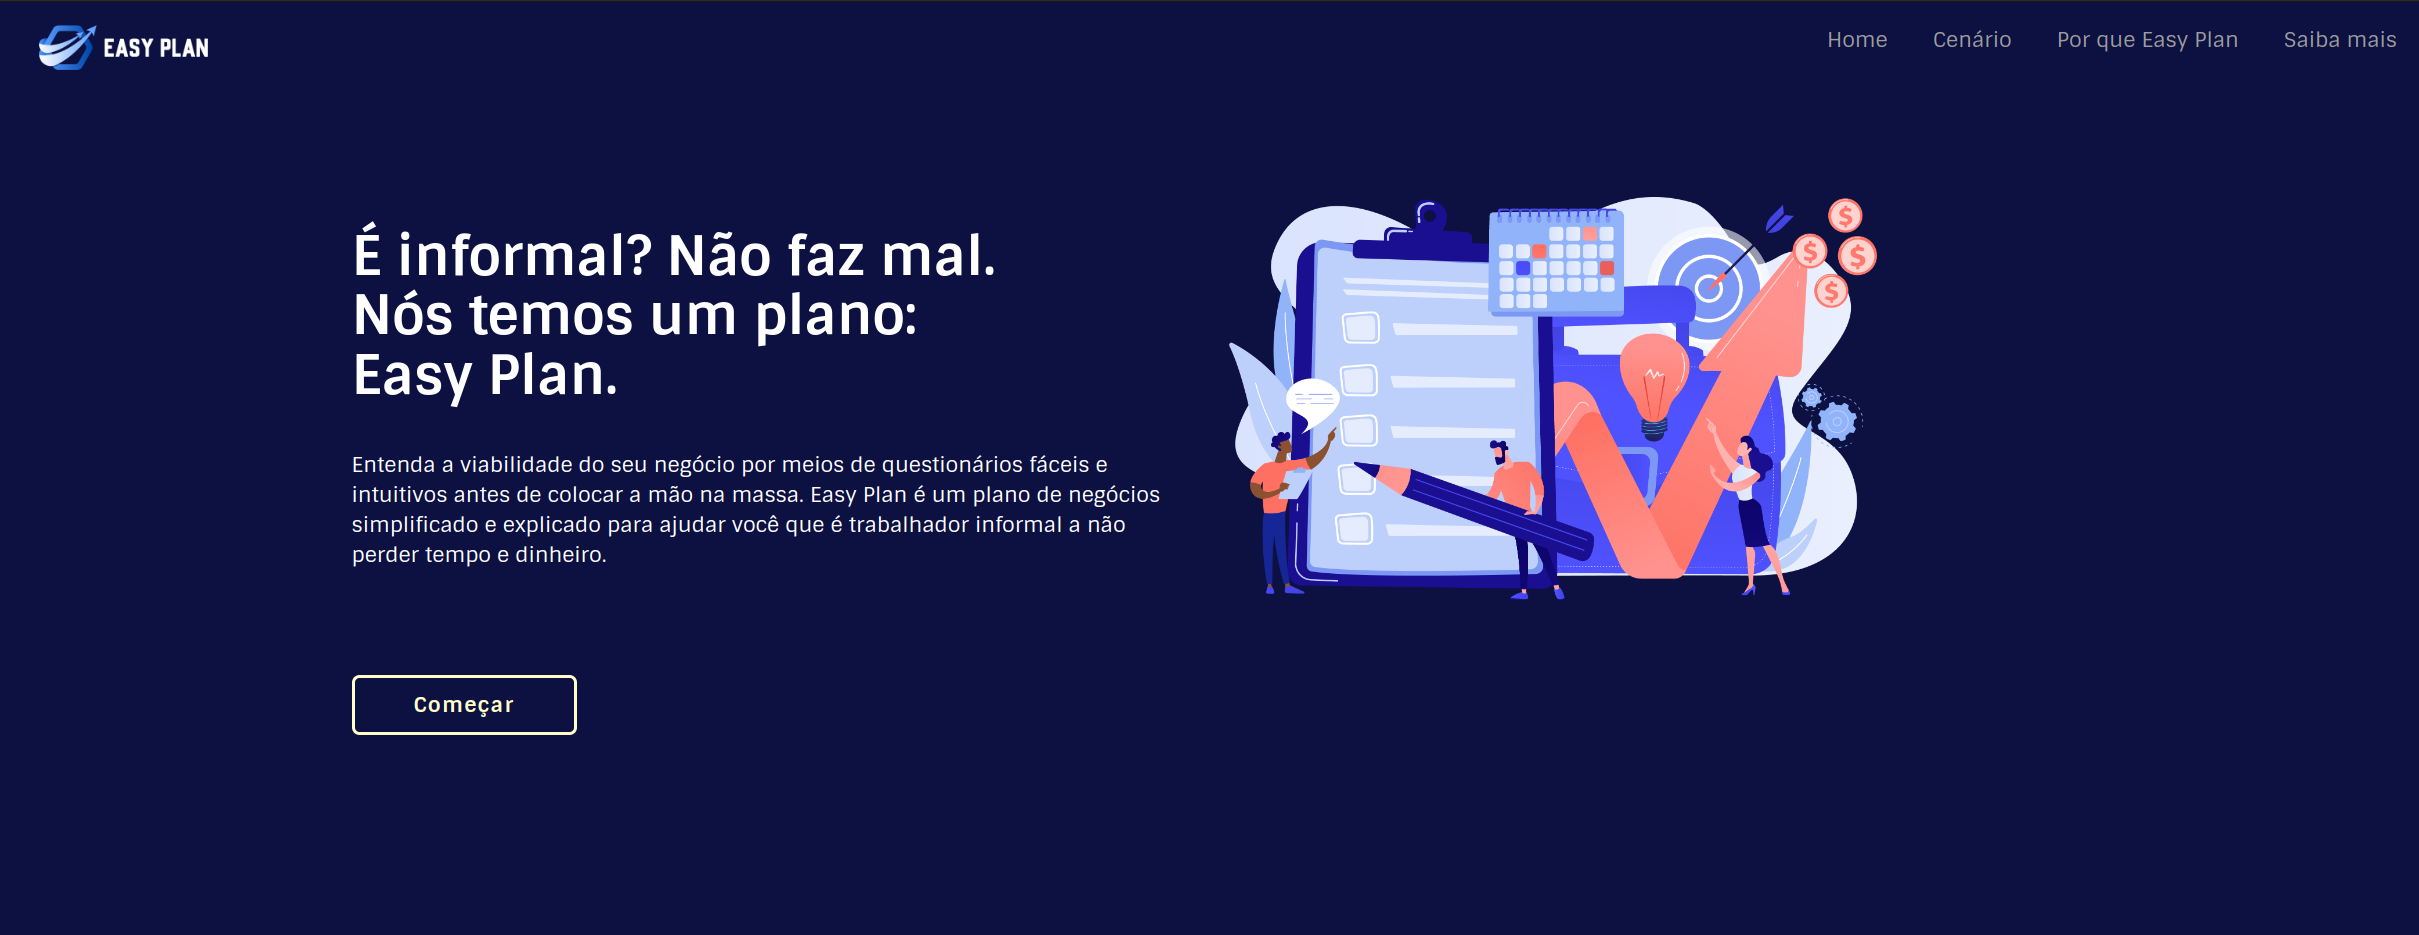 EASY PLAN
Home
Cenário
Por que Easy Plan
Saiba mais
É informal? Não faz mal.
Nós temos um plano:
Easy Plan.
Entenda a viabilidade do seu negócio por meios de questionários fáceis e
intuitivos antes de colocar a mão na massa. Easy Plan é um plano de negócios
simplificado e explicado para ajudar você que é trabalhador informal a não
perder tempo e dinheiro.
Começar
$
$
$
$